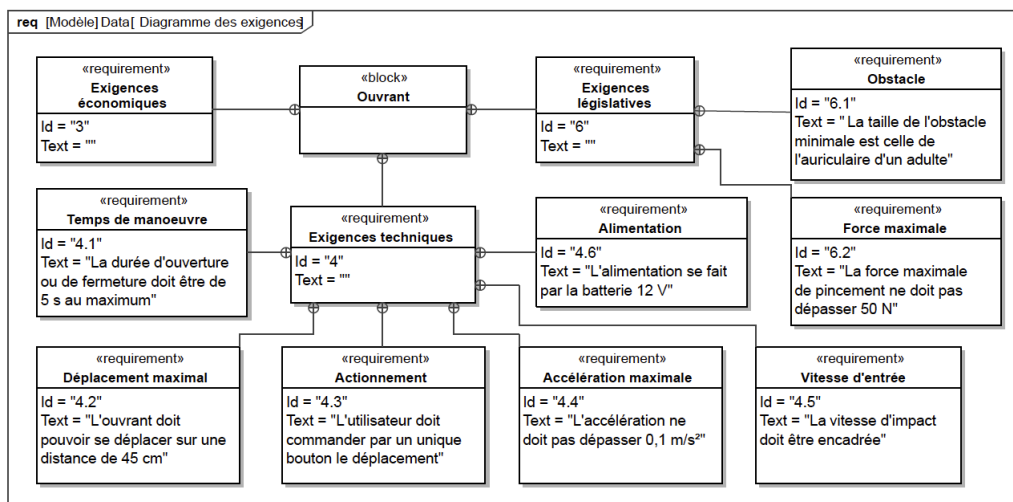 req [Modèle] Data[ Diagramme des exigences]
«requirement»
Exigences
économiques
Id = "3"
Text = ""
«block»
Ouvrant
«requirement»
Exigences
législatives
Id = "6"
Text = ""
«requirement»
Obstacle
Id = "6.1"
Text = " La taille de l'obstacle
minimale est celle de
l'auriculaire d'un adulte"
«requirement»
Temps de manoeuvre
Id = "4.1"
Text = "La durée d'ouverture
ou de fermeture doit être de
5 s au maximum"
«requirement»
Exigences techniques
Id = "4"
Text = ""
«requirement»
Alimentation
Id = "4.6"
Text = "L'alimentation se fait
par la batterie 12 V"
«requirement»
Force maximale
Id = "6.2"
Text = "La force maximale
de pincement ne doit pas
dépasser 50 N"
«requirement»
Déplacement maximal
Id = "4.2"
Text = "L'ouvrant doit
pouvoir se déplacer sur une
distance de 45 cm"
«requirement»
Actionnement
Id = "4.3"
Text = "L'utilisateur doit
commander par un unique
bouton le déplacement"
«requirement»
Accélération maximale
Id = "4.4"
Text = "L'accélération ne
doit pas dépasser 0,1 m/s²"
«requirement»
Vitesse d'entrée
Id = "4.5"
Text = "La vitesse d'impact
doit être encadrée"